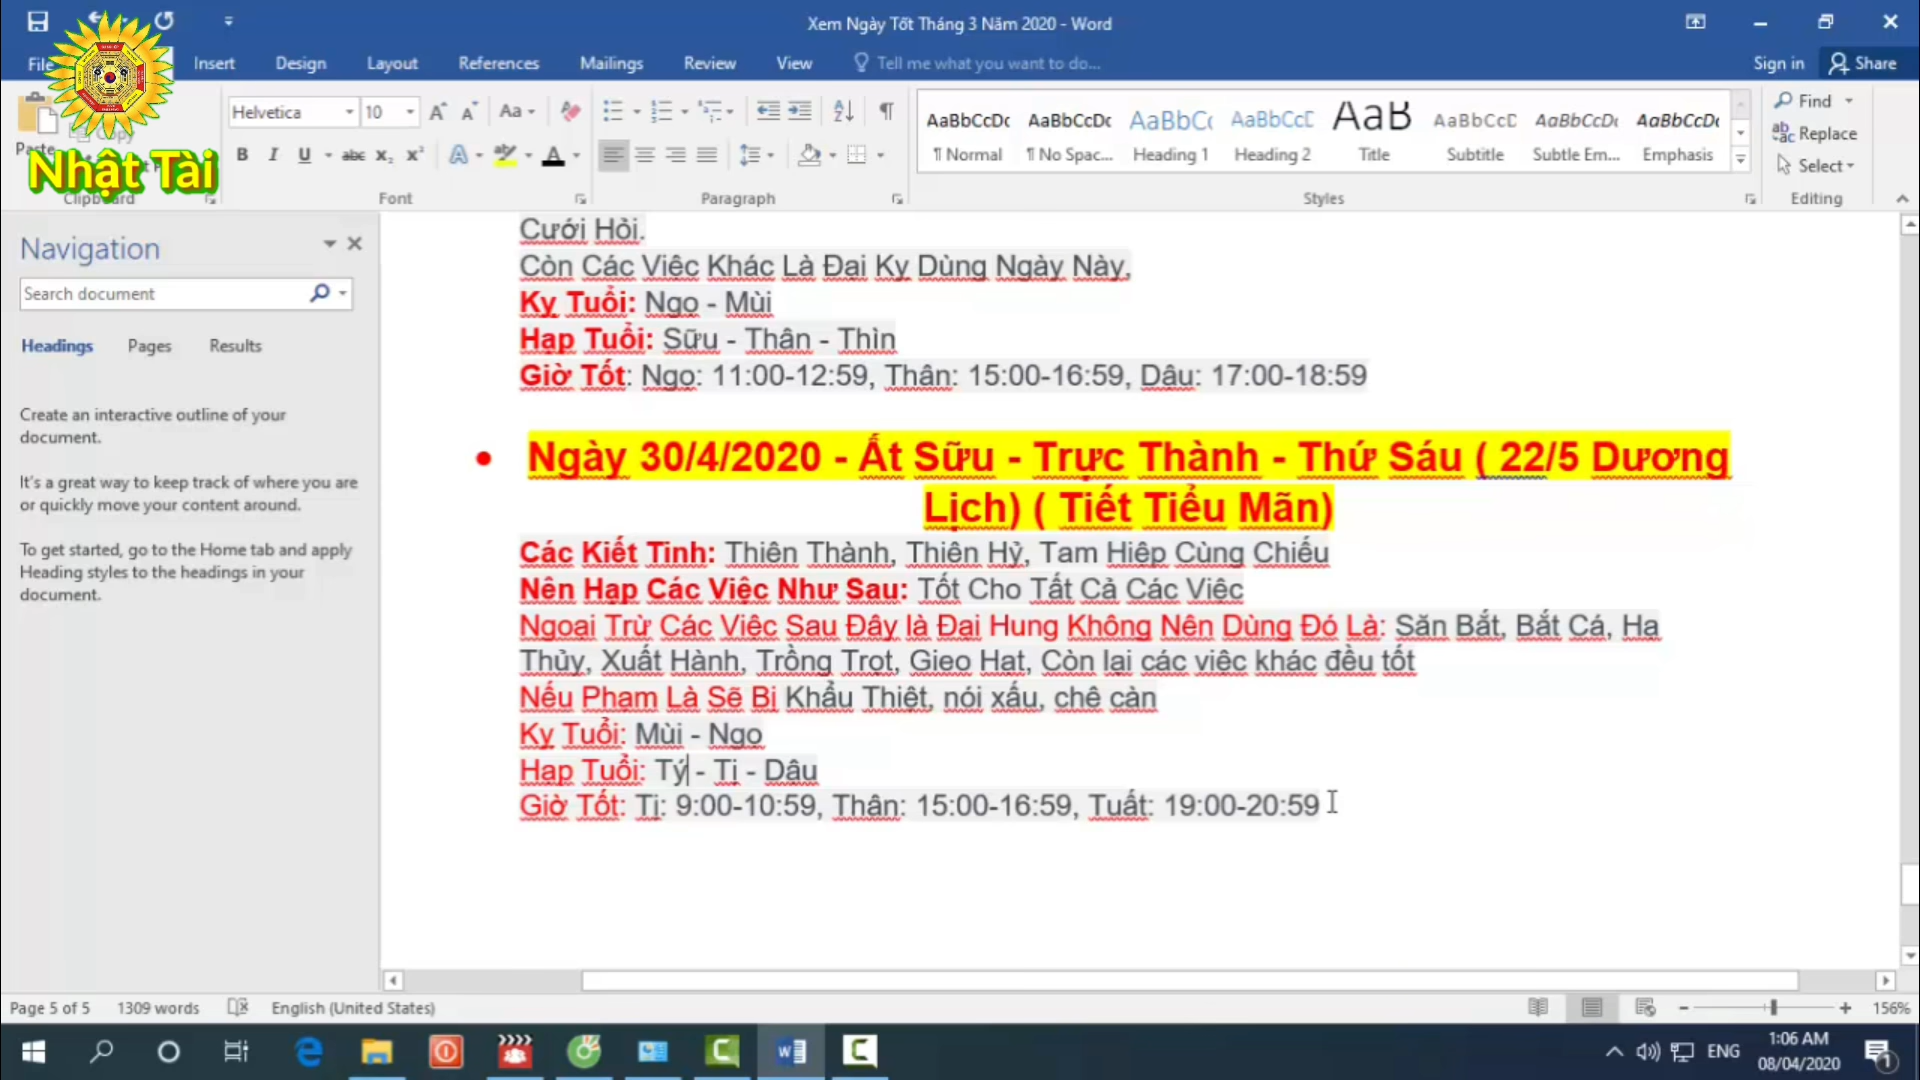 Xem Ngày Tốt Tháng 3 Năm 2020 - Word
File Insert Design Layout References Mailings Review View Tell me what you want to do... Sign in Share
Nhật Tài
Paste
Copy
Clipboard
Helvetica 10
Font
Paragraph
AaBbCcDc AaBbCcDc AaBbC( AaBbCcC AaB AaBbCcC AaBbCcDc AaBbCcDc
¶ Normal ¶ No Spac... Heading 1 Heading 2 Title Subtitle Subtle Em... Emphasis
Styles
Find
Replace
Select
Editing
Navigation
Search document
Headings Pages Results
Create an interactive outline of your
document.
It's a great way to keep track of where you are
or quickly move your content around.
To get started, go to the Home tab and apply
Heading styles to the headings in your
document.
Cưới Hỏi.
Còn Các Việc Khác Là Đại Kỵ Dùng Ngày Này.
Kỵ Tuổi: Ngọ - Mùi
Hạp Tuổi: Sữu - Thân - Thìn
Giờ Tốt: Ngọ: 11:00-12:59, Thân: 15:00-16:59, Dậu: 17:00-18:59
• Ngày 30/4/2020 - Ất Sữu - Trực Thành - Thứ Sáu ( 22/5 Dương
Lịch) ( Tiết Tiểu Mãn)
Các Kiết Tinh: Thiên Thành, Thiên Hỷ, Tam Hiệp Cùng Chiếu
Nên Hạp Các Việc Như Sau: Tốt Cho Tất Cả Các Việc
Ngoại Trừ Các Việc Sau Đây là Đại Hung Không Nên Dùng Đó Là: Săn Bắt, Bắt Cá, Hạ
Thủy, Xuất Hành, Trồng Trọt, Gieo Hạt, Còn lại các việc khác đều tốt
Nếu Phạm Là Sẽ Bị Khẩu Thiệt, nói xấu, chê càn
Kỵ Tuổi: Mùi - Ngọ
Hạp Tuổi: Tý - Tị - Dậu
Giờ Tốt: Tị: 9:00-10:59, Thân: 15:00-16:59, Tuất: 19:00-20:59
Page 5 of 5 1309 words English (United States) 156%
ENG
1:06 AM
08/04/2020
1